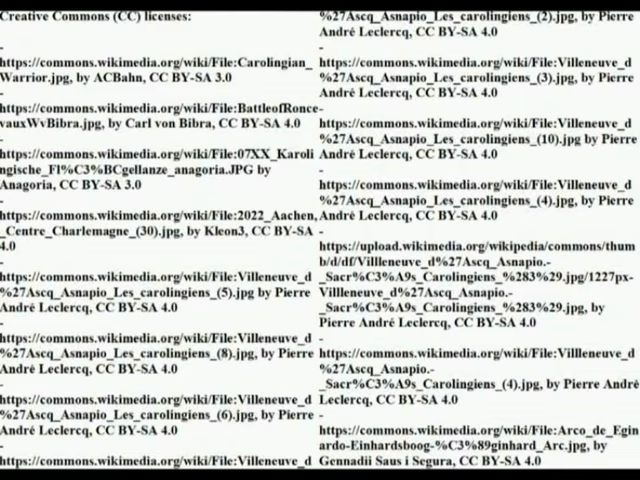 Creative Commons (CC) licenses:
-
https://commons.wikimedia.org/wiki/File:Carolingian_
Warrior.jpg, by ACBahn, CC BY-SA 3.0
-
https://commons.wikimedia.org/wiki/File:BattleofRonce
vauxWvBibra.jpg, by Carl von Bibra, CC BY-SA 4.0
-
https://commons.wikimedia.org/wiki/File:07XX_Karoli
ngische_Fl%C3%BCgellanze_anagoria.JPG by
Anagoria, CC BY-SA 3.0
-
https://commons.wikimedia.org/wiki/File:2022_Aachen,
_Centre_Charlemagne_(30).jpg, by Kleon3, CC BY-SA
4.0
-
https://commons.wikimedia.org/wiki/File:Villeneuve_d
%27Ascq_Asnapio_Les_carolingiens_(5).jpg by Pierre
André Leclercq, CC BY-SA 4.0
-
https://commons.wikimedia.org/wiki/File:Villeneuve_d
%27Ascq_Asnapio_Les_carolingiens_(8).jpg, by Pierre
André Leclercq, CC BY-SA 4.0
-
https://commons.wikimedia.org/wiki/File:Villeneuve_d
%27Ascq_Asnapio_Les_carolingiens_(6).jpg, by Pierre
André Leclercq, CC BY-SA 4.0
-
https://commons.wikimedia.org/wiki/File:Villeneuve_d
%27Ascq_Asnapio_Les_carolingiens_(2).jpg, by Pierre
André Leclercq, CC BY-SA 4.0
-
https://commons.wikimedia.org/wiki/File:Villeneuve_d
%27Ascq_Asnapio_Les_carolingiens_(3).jpg, by Pierre
André Leclercq, CC BY-SA 4.0
-
https://commons.wikimedia.org/wiki/File:Villeneuve_d
%27Ascq_Asnapio_Les_carolingiens_(10).jpg by Pierre
André Leclercq, CC BY-SA 4.0
-
https://commons.wikimedia.org/wiki/File:Villeneuve_d
%27Ascq_Asnapio_Les_carolingiens_(4).jpg, by Pierre
André Leclercq, CC BY-SA 4.0
-
https://upload.wikimedia.org/wikipedia/commons/thum
b/d/df/Villleneuve_d%27Ascq_Asnapio.-
_Sacr%C3%A9s_Carolingiens_%283%29.jpg/1227px-
Villleneuve_d%27Ascq_Asnapio.-
_Sacr%C3%A9s_Carolingiens_%283%29.jpg, by
Pierre André Leclercq, CC BY-SA 4.0
-
https://commons.wikimedia.org/wiki/File:Villleneuve_d
%27Ascq_Asnapio.-
_Sacr%C3%A9s_Carolingiens_(4).jpg, by Pierre André
Leclercq, CC BY-SA 4.0
-
https://commons.wikimedia.org/wiki/File:Arco_de_Egin
ardo-Einhardsboog-%C3%89ginhard_Arc.jpg, by
Gennadii Saus i Segura, CC BY-SA 4.0